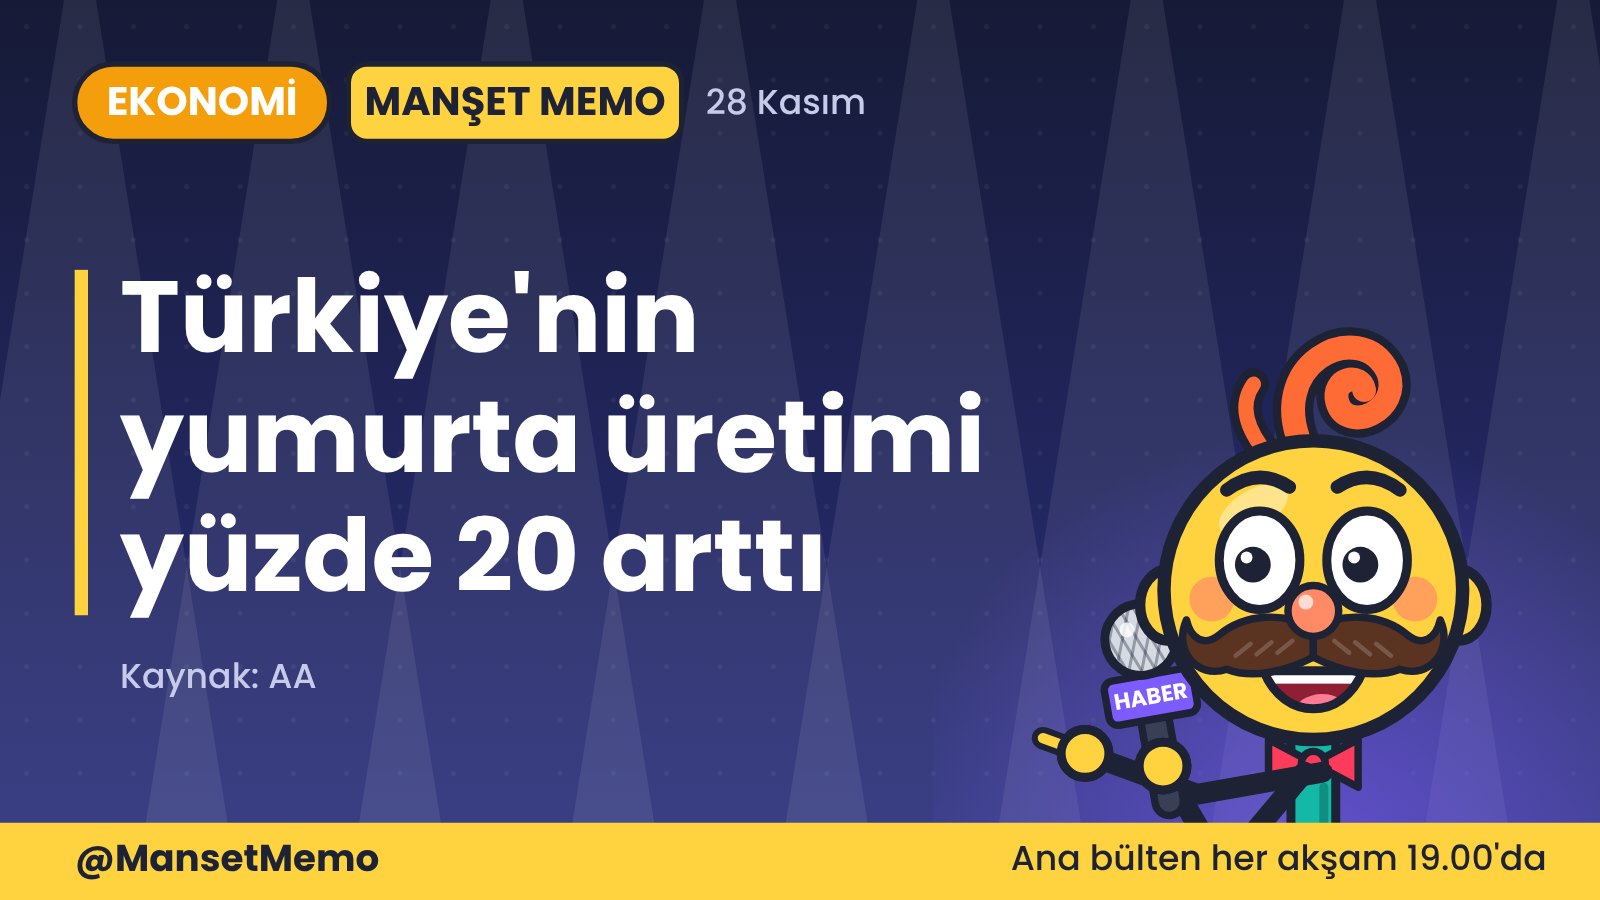 EKONOMİ MANŞET MEMO 28 Kasım
Türkiye'nin
yumurta üretimi
yüzde 20 arttı
Kaynak: AA
HABER
@MansetMemo Ana bülten her akşam 19.00'da